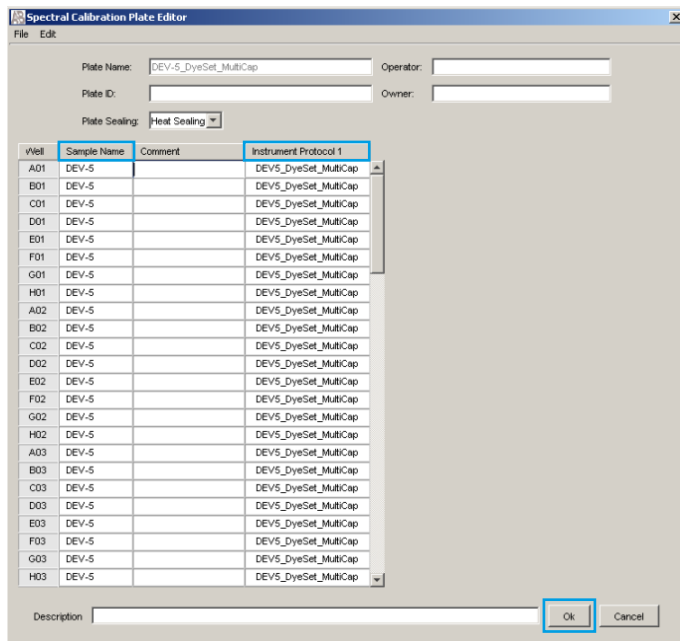 Spectral Calibration Plate Editor
File Edit
Plate Name: DEV-5_DyeSet_MultiCap Operator:
Plate ID: Owner:
Plate Sealing: Heat Sealing
Well Sample Name Comment Instrument Protocol 1
A01 DEV-5 DEV5_DyeSet_MultiCap
B01 DEV-5 DEV5_DyeSet_MultiCap
C01 DEV-5 DEV5_DyeSet_MultiCap
D01 DEV-5 DEV5_DyeSet_MultiCap
E01 DEV-5 DEV5_DyeSet_MultiCap
F01 DEV-5 DEV5_DyeSet_MultiCap
G01 DEV-5 DEV5_DyeSet_MultiCap
H01 DEV-5 DEV5_DyeSet_MultiCap
A02 DEV-5 DEV5_DyeSet_MultiCap
B02 DEV-5 DEV5_DyeSet_MultiCap
C02 DEV-5 DEV5_DyeSet_MultiCap
D02 DEV-5 DEV5_DyeSet_MultiCap
E02 DEV-5 DEV5_DyeSet_MultiCap
F02 DEV-5 DEV5_DyeSet_MultiCap
G02 DEV-5 DEV5_DyeSet_MultiCap
H02 DEV-5 DEV5_DyeSet_MultiCap
A03 DEV-5 DEV5_DyeSet_MultiCap
B03 DEV-5 DEV5_DyeSet_MultiCap
C03 DEV-5 DEV5_DyeSet_MultiCap
D03 DEV-5 DEV5_DyeSet_MultiCap
E03 DEV-5 DEV5_DyeSet_MultiCap
F03 DEV-5 DEV5_DyeSet_MultiCap
G03 DEV-5 DEV5_DyeSet_MultiCap
H03 DEV-5 DEV5_DyeSet_MultiCap
Description Ok Cancel